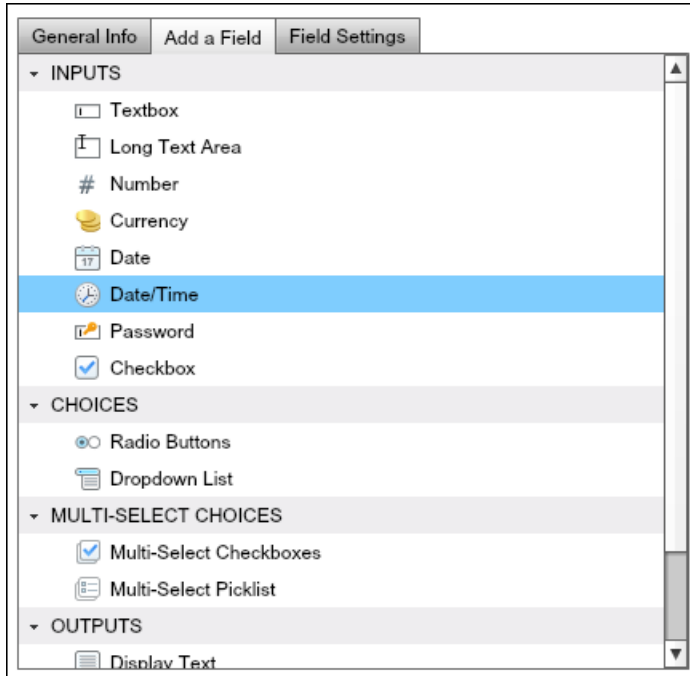 General Info Add a Field Field Settings
INPUTS
Textbox
Long Text Area
# Number
Currency
17 Date
Date/Time
Password
Checkbox
CHOICES
Radio Buttons
Dropdown List
MULTI-SELECT CHOICES
Multi-Select Checkboxes
Multi-Select Picklist
OUTPUTS
Display Text